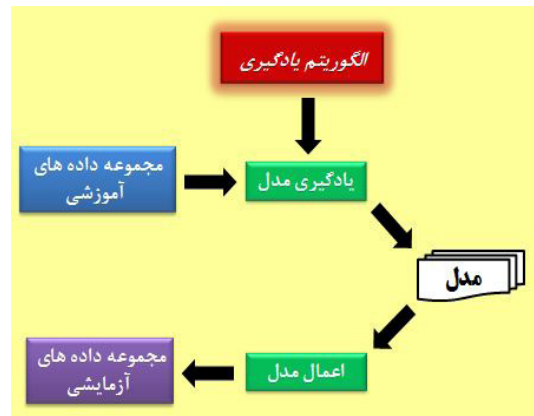 الگوریتم یادگیری
مجموعه داده های
آموزشی
یادگیری مدل
مدل
اعمال مدل
مجموعه داده های
آزمایشی